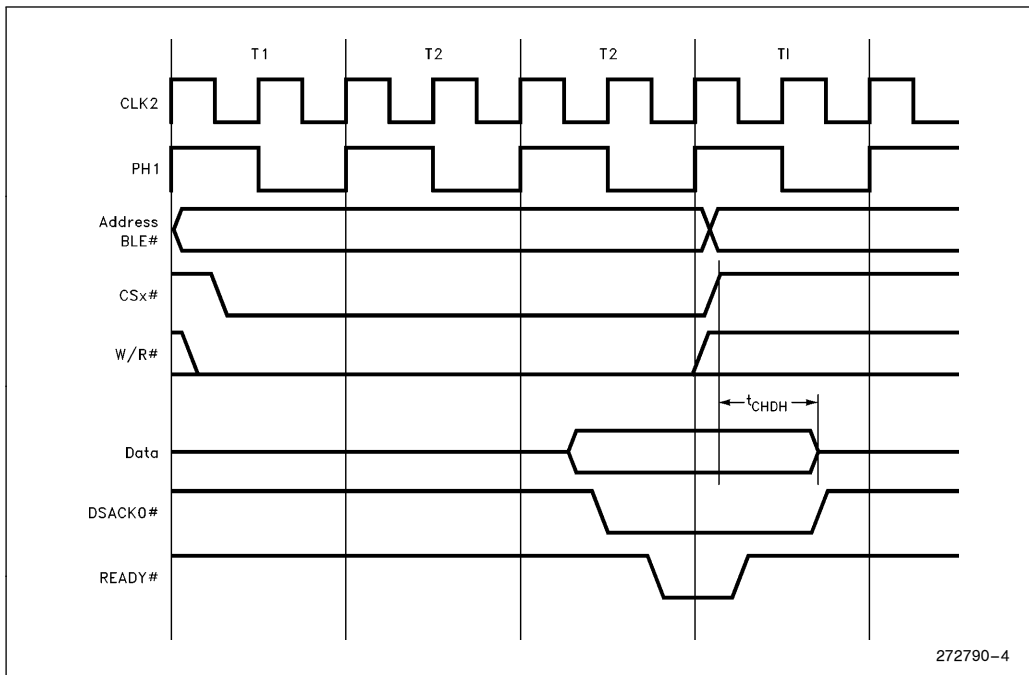 T1 T2 T2 TI
CLK2
PH1
Address
BLE#
CSx#
W/R#
tCHDH
Data
DSACK0#
READY#
272790–4